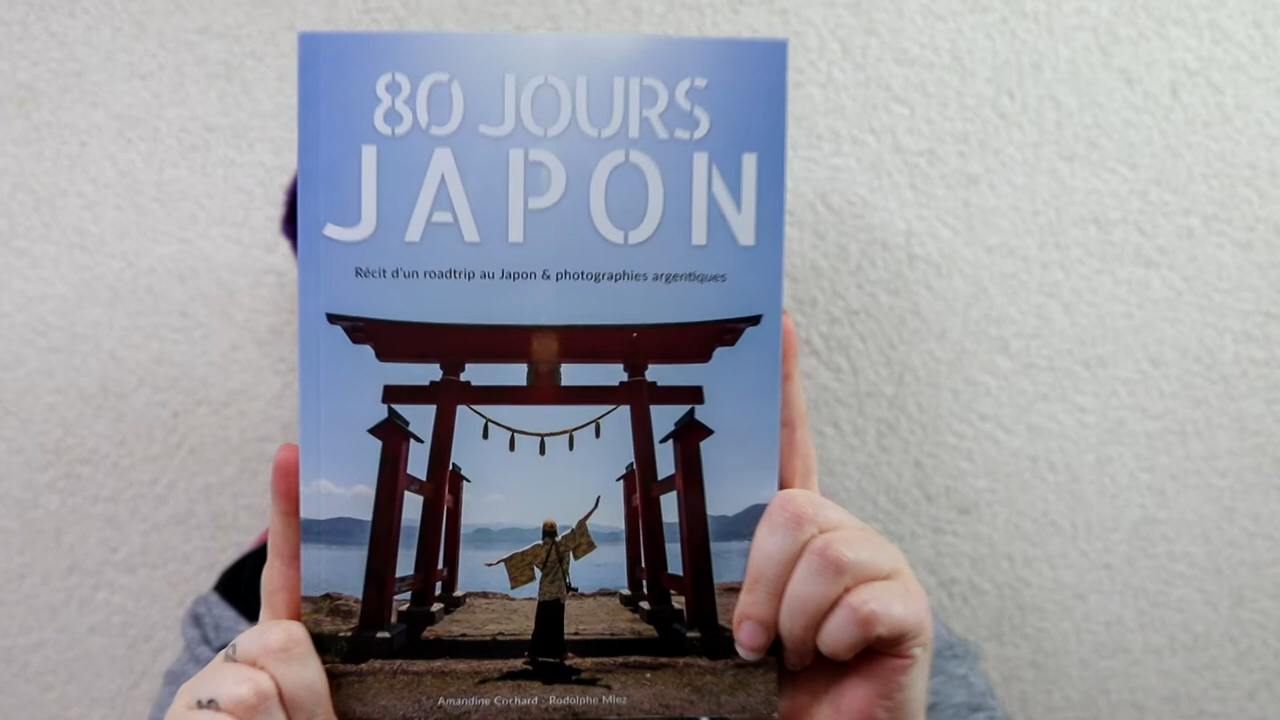 80 JOURS
JAPON
Récit d'un roadtrip au Japon & photographies argentiques
Amandine Cochard - Rodolphe Miez